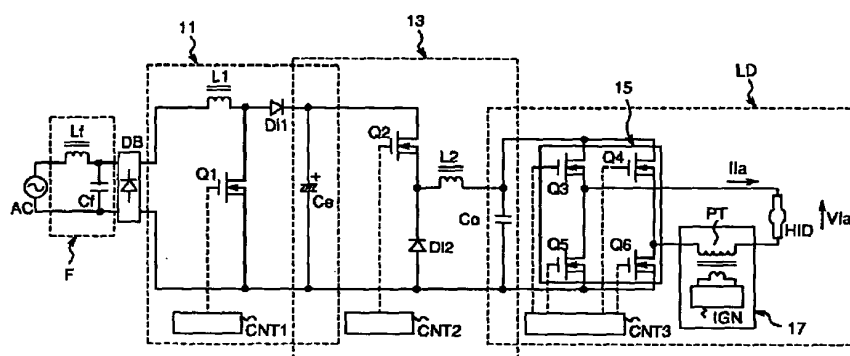 11
13
LD
L1
15
Lf
DB
DI1
Q2
Q3
Q4
Ila
L2
Q1
Ce
Co
Vla
AC
Cf
PT
HID
F
DI2
Q5
Q6
IGN
17
CNT1
CNT2
CNT3